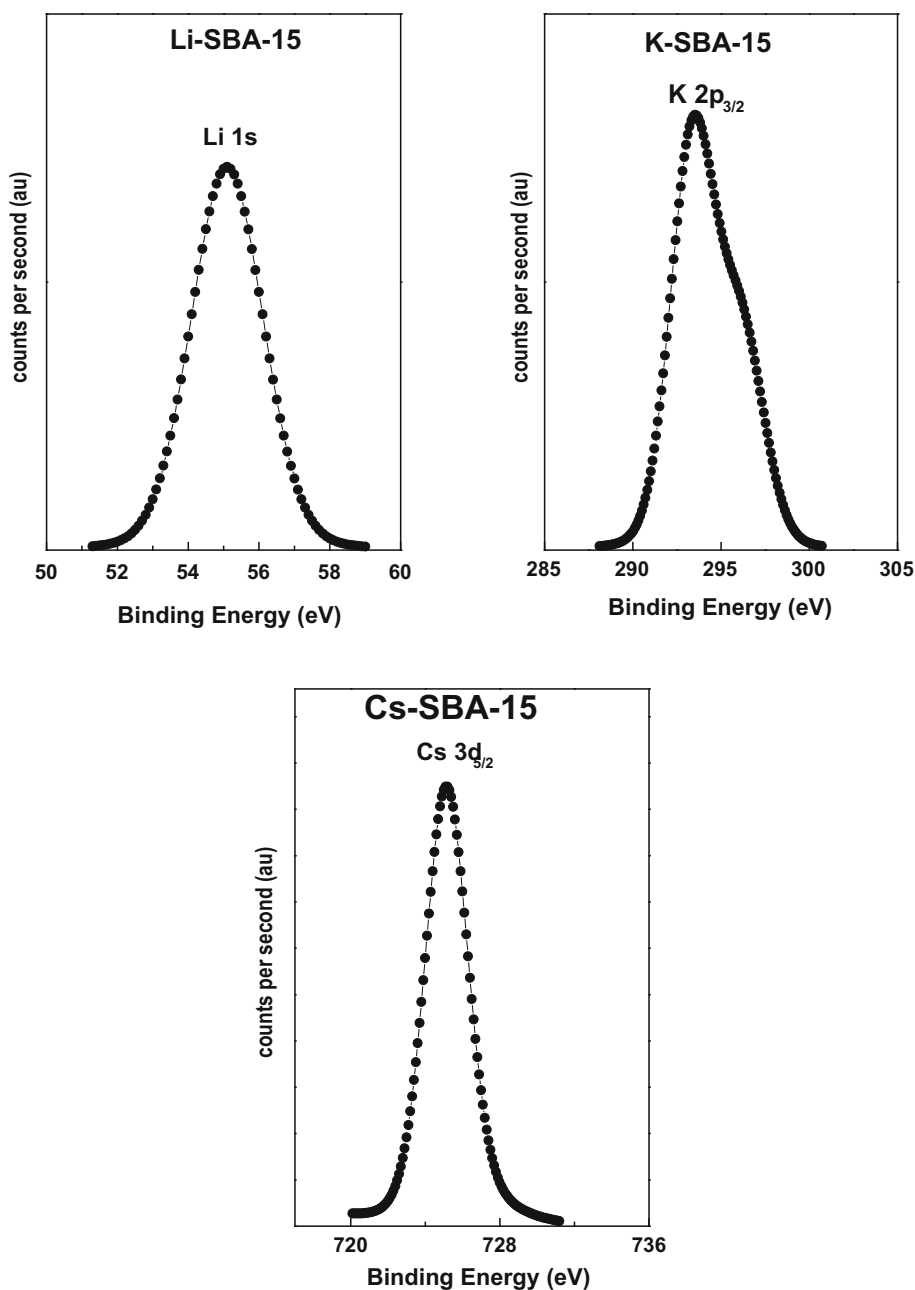 Li-SBA-15
Li 1s
counts per second (au)
50 52 54 56 58 60
Binding Energy (eV)
K-SBA-15
K 2p3/2
counts per second (au)
285 290 295 300 305
Binding Energy (eV)
Cs-SBA-15
Cs 3d5/2
counts per second (au)
720 728 736
Binding Energy (eV)